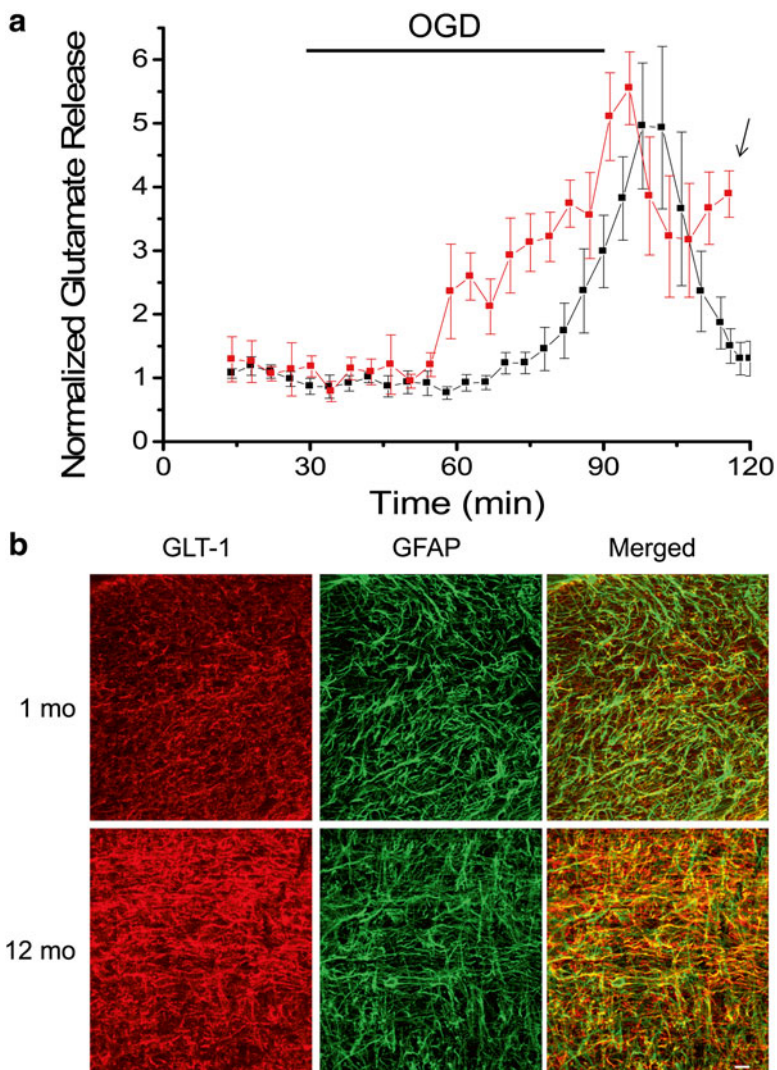 a
OGD
Normalized Glutamate Release
6
5
4
3
2
1
0
0 30 60 90 120
Time (min)
b
GLT-1 GFAP Merged
1 mo
12 mo